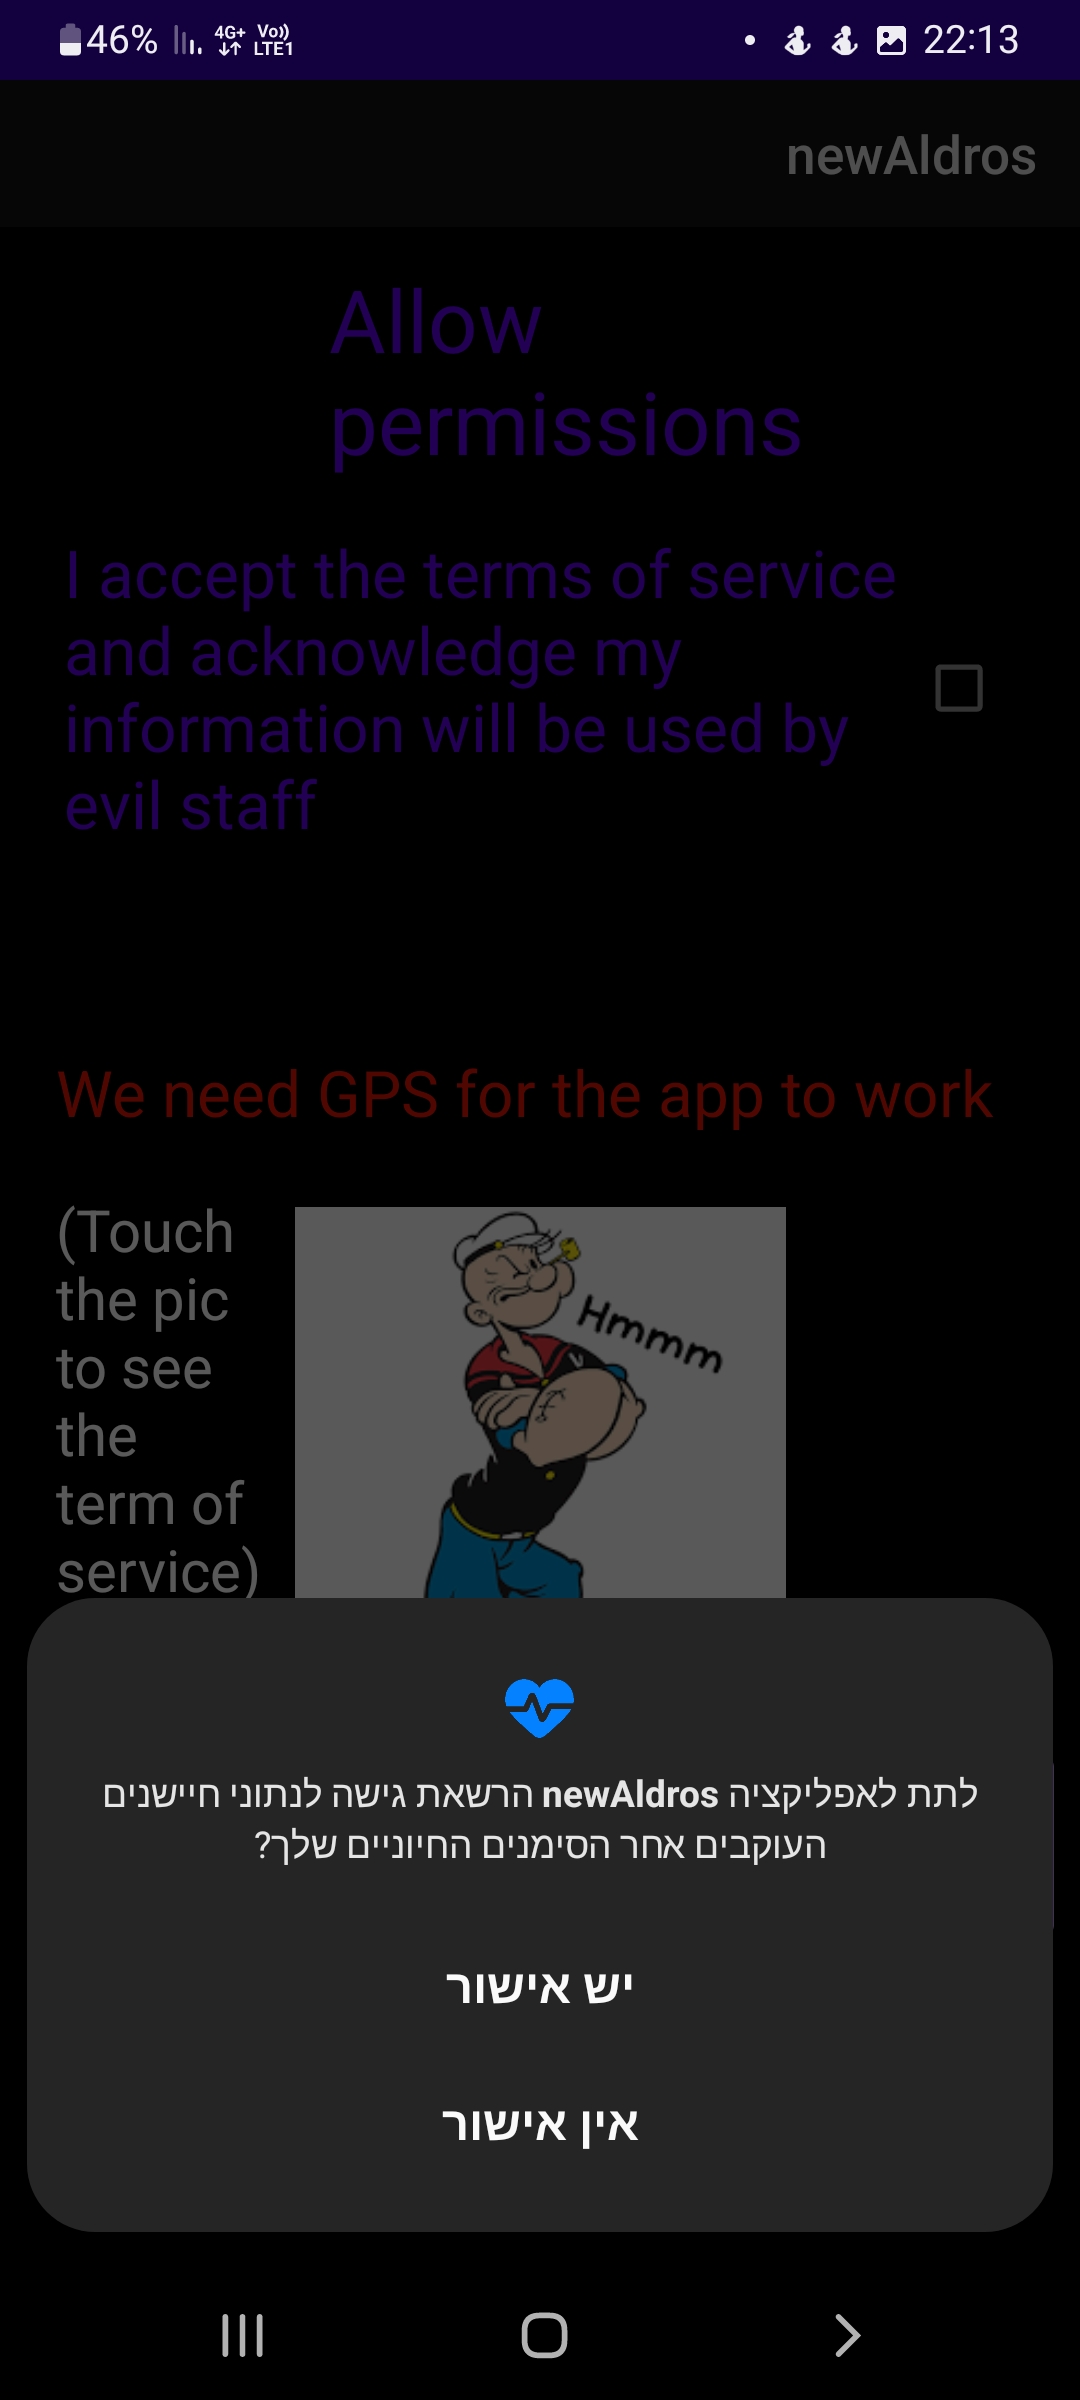 46% 4G+ Vo)) LTE1 22:13
newAldros
Allow
permissions
I accept the terms of service
and acknowledge my
information will be used by
evil staff
We need GPS for the app to work
(Touch
the pic
to see
the
term of
service)
Hmmm
לתת לאפליקציה newAldros הרשאת גישה לנתוני חיישנים
העוקבים אחר הסימנים החיוניים שלך?
יש אישור
אין אישור